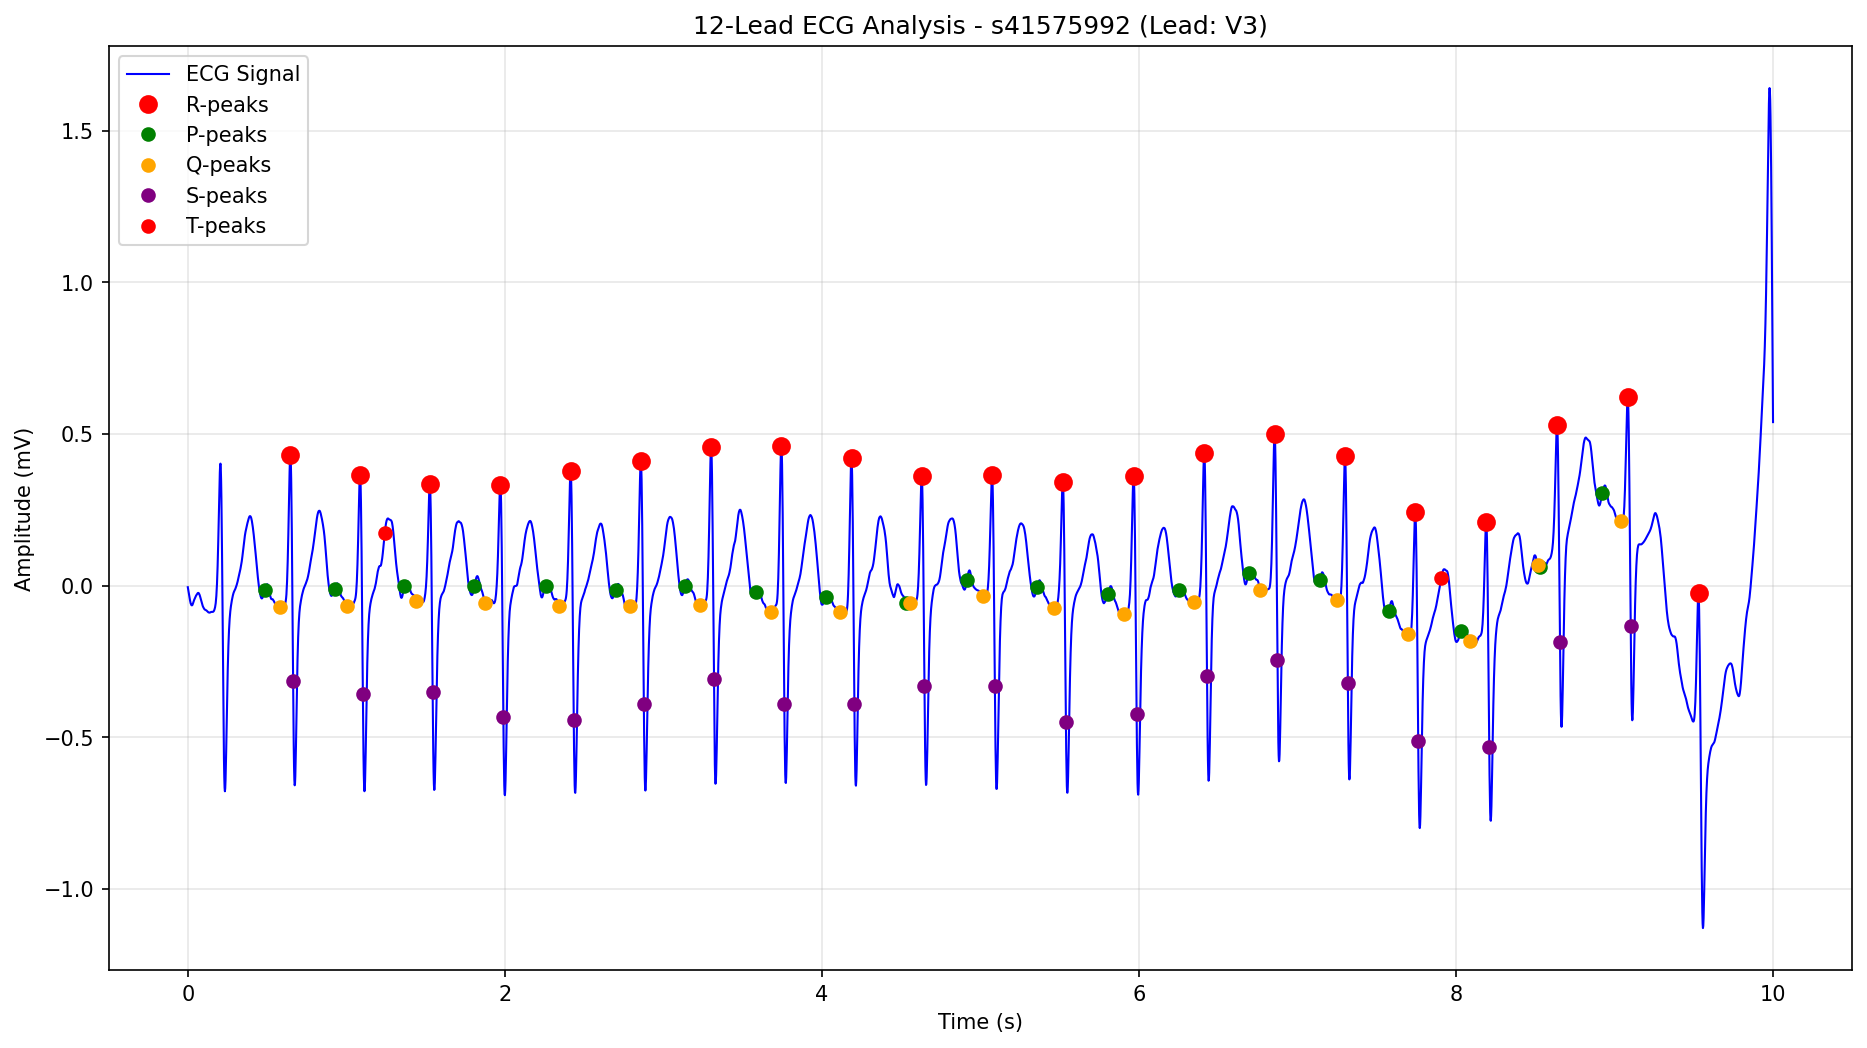 12-Lead ECG Analysis - s41575992 (Lead: V3)
ECG Signal
R-peaks
P-peaks
Q-peaks
S-peaks
T-peaks
Amplitude (mV)
1.5
1.0
0.5
0.0
−0.5
−1.0
0 2 4 6 8 10
Time (s)